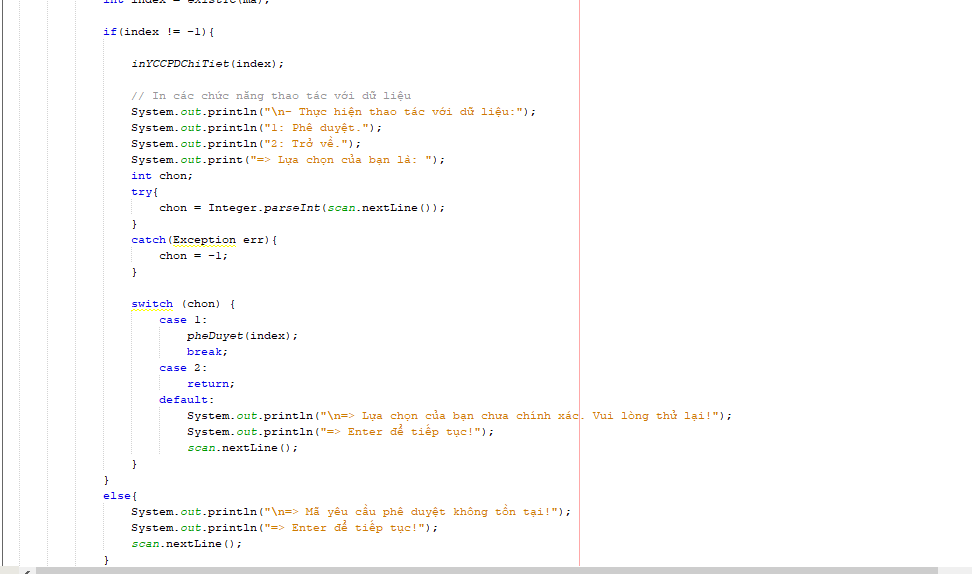 int index = existYC(ma);
if(index != -1){
inYCCPDChiTiet(index);
// In các chức năng thao tác với dữ liệu
System.out.println("\n- Thực hiện thao tác với dữ liệu:");
System.out.println("1: Phê duyệt.");
System.out.println("2: Trở về.");
System.out.print("=> Lựa chọn của bạn là: ");
int chon;
try{
chon = Integer.parseInt(scan.nextLine());
}
catch(Exception err){
chon = -1;
}
switch (chon) {
case 1:
pheDuyet(index);
break;
case 2:
return;
default:
System.out.println("\n=> Lựa chọn của bạn chưa chính xác. Vui lòng thử lại!");
System.out.println("=> Enter để tiếp tục!");
scan.nextLine();
}
}
else{
System.out.println("\n=> Mã yêu cầu phê duyệt không tồn tại!");
System.out.println("=> Enter để tiếp tục!");
scan.nextLine();
}